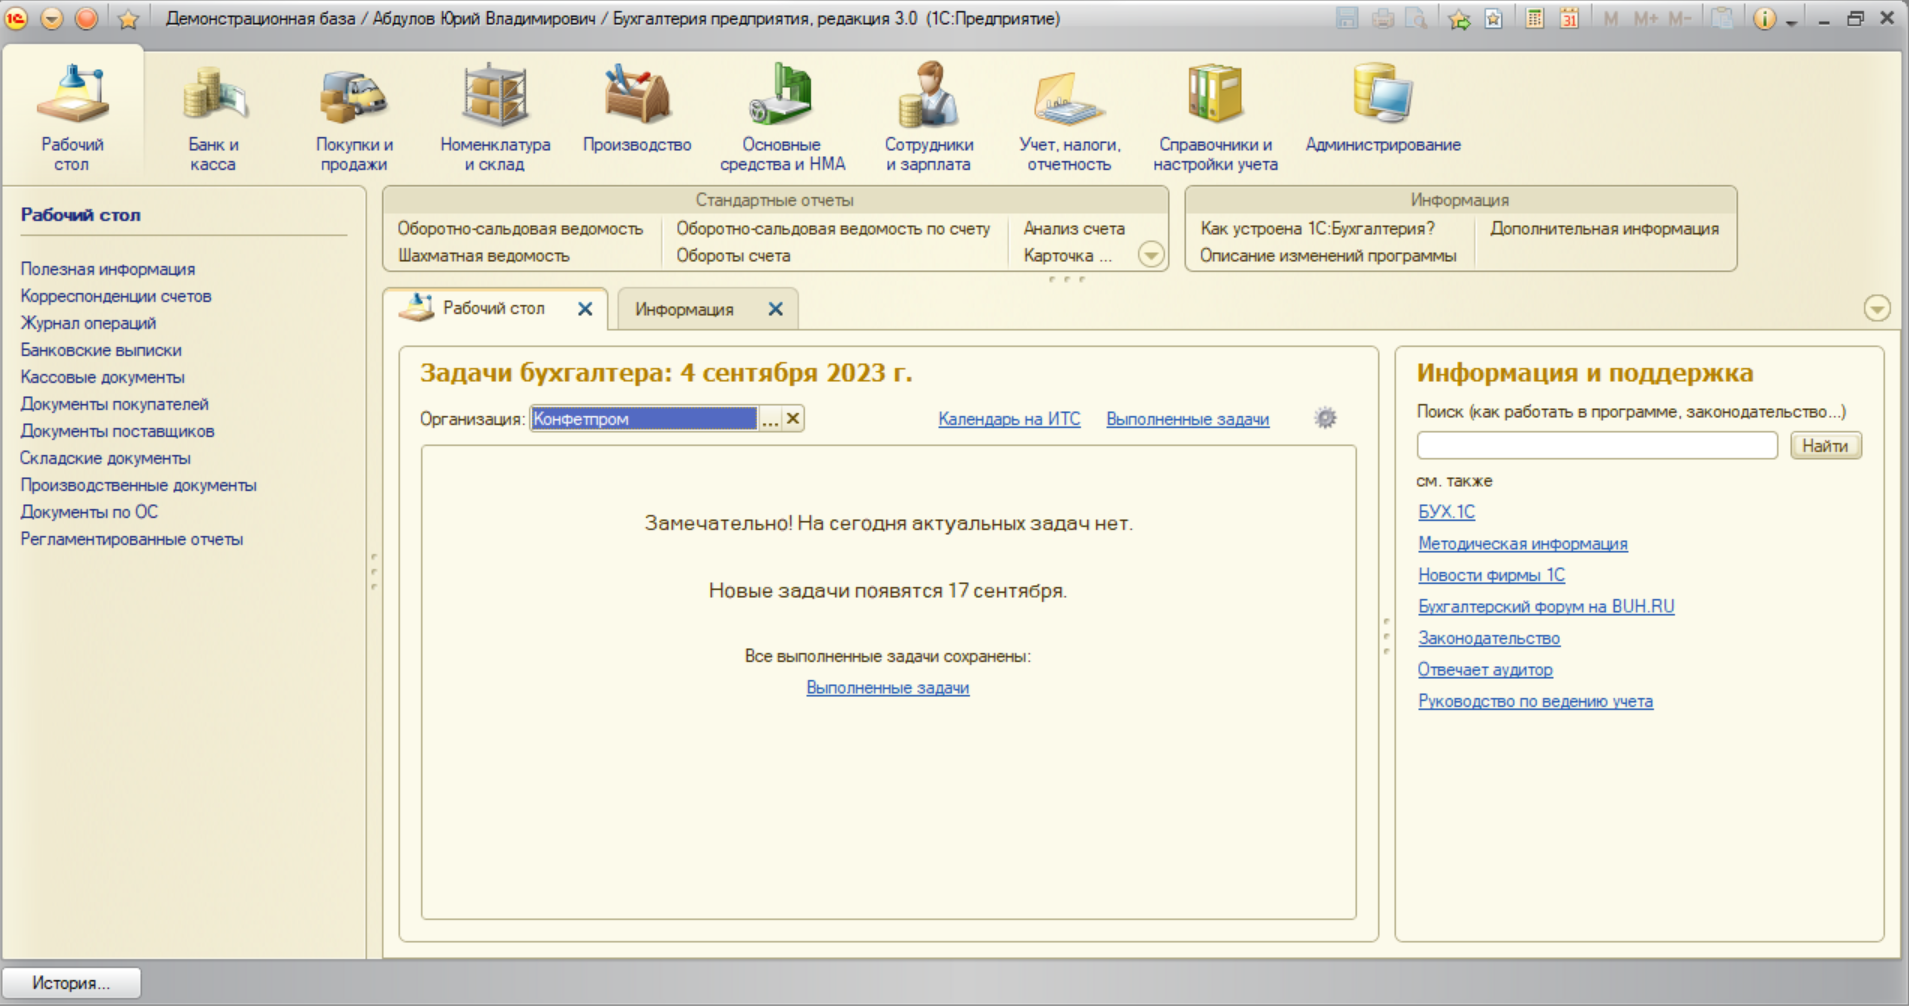 Демонстрационная база / Абдулов Юрий Владимирович / Бухгалтерия предприятия, редакция 3.0 (1С:Предприятие)
M M+ M-
31
Рабочий
стол
Банк и
касса
Покупки и
продажи
Номенклатура
и склад
Производство
Основные
средства и НМА
Сотрудники
и зарплата
Учет, налоги,
отчетность
Справочники и
настройки учета
Администрирование
Рабочий стол
Полезная информация
Корреспонденции счетов
Журнал операций
Банковские выписки
Кассовые документы
Документы покупателей
Документы поставщиков
Складские документы
Производственные документы
Документы по ОС
Регламентированные отчеты
Стандартные отчеты
Оборотно-сальдовая ведомость
Оборотно-сальдовая ведомость по счету
Анализ счета
Шахматная ведомость
Обороты счета
Карточка ...
Информация
Как устроена 1С:Бухгалтерия?
Дополнительная информация
Описание изменений программы
Рабочий стол
Информация
Задачи бухгалтера: 4 сентября 2023 г.
Организация: Конфетпром ...
Календарь на ИТС
Выполненные задачи
Замечательно! На сегодня актуальных задач нет.
Новые задачи появятся 17 сентября.
Все выполненные задачи сохранены:
Выполненные задачи
Информация и поддержка
Поиск (как работать в программе, законодательство...)
Найти
см. также
БУХ.1С
Методическая информация
Новости фирмы 1С
Бухгалтерский форум на BUH.RU
Законодательство
Отвечает аудитор
Руководство по ведению учета
История...